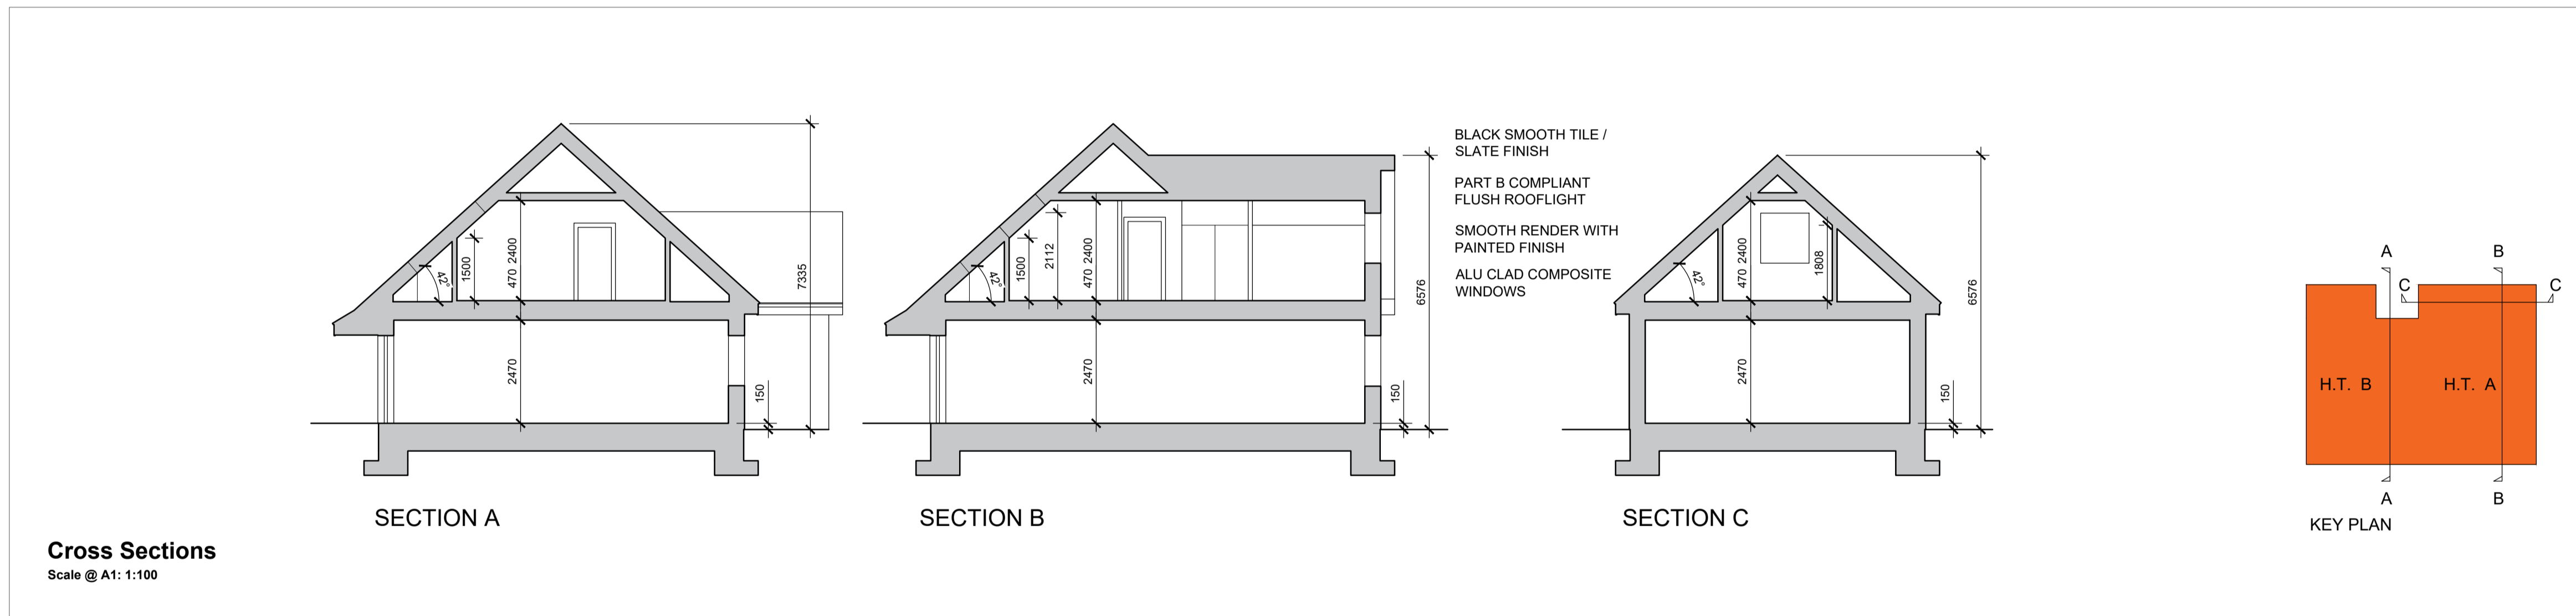 7335
2400
470
1500
42°
2470
150
SECTION A
6576
2400
470
2112
1500
42°
2470
150
SECTION B
BLACK SMOOTH TILE /
SLATE FINISH
PART B COMPLIANT
FLUSH ROOFLIGHT
SMOOTH RENDER WITH
PAINTED FINISH
ALU CLAD COMPOSITE
WINDOWS
6576
2400
470
1808
42°
2470
150
SECTION C
A
B
C
C
H.T. B
H.T. A
A
B
KEY PLAN
Cross Sections
Scale @ A1: 1:100